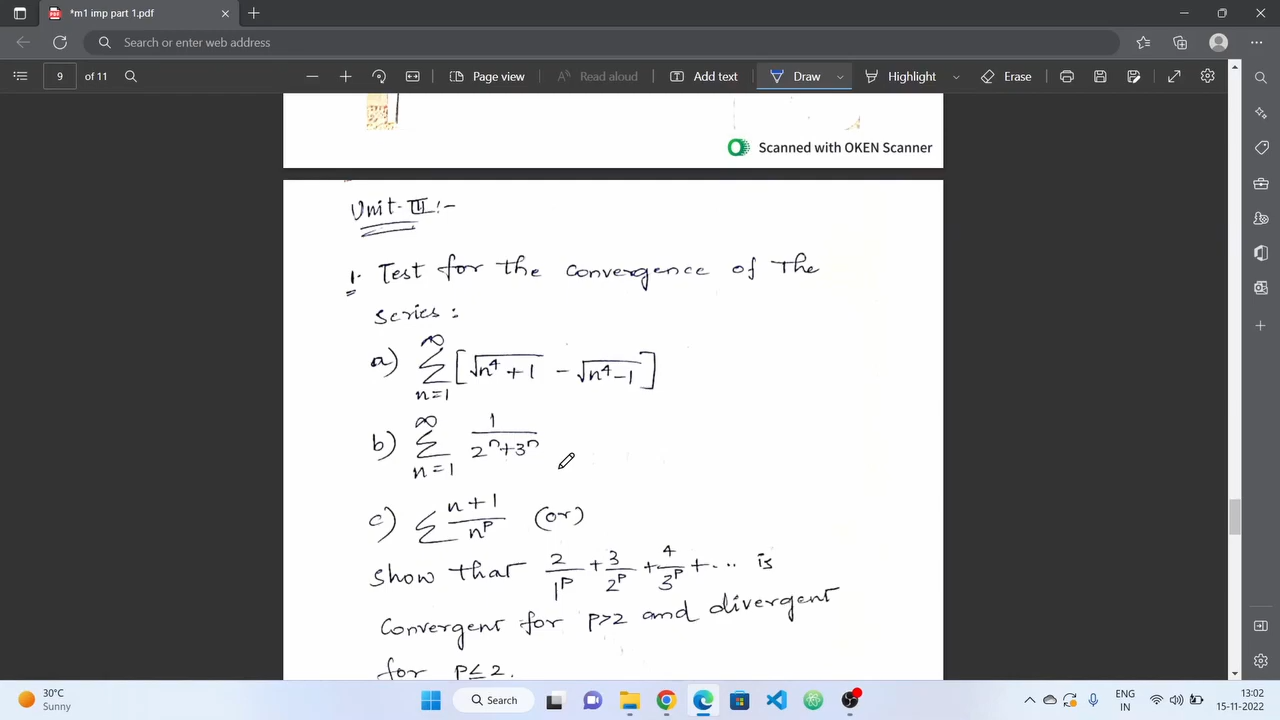 *m1 imp part 1.pdf
Search or enter web address
9 of 11
Page view
Read aloud
Add text
Draw
Highlight
Erase
Scanned with OKEN Scanner
Unit-III:-
1. Test for the convergence of the
series:
a) ∑_{n=1}^{∞} [√(n⁴+1) - √(n⁴-1)]
b) ∑_{n=1}^{∞} 1/(2ⁿ+3ⁿ)
c) ∑ (n+1)/nᵖ (or)
show that 2/1ᵖ + 3/2ᵖ + 4/3ᵖ + ... is
Convergent for p>2 and divergent
for p≤2.
30°C
Sunny
Search
ENG
IN
13:02
15-11-2022